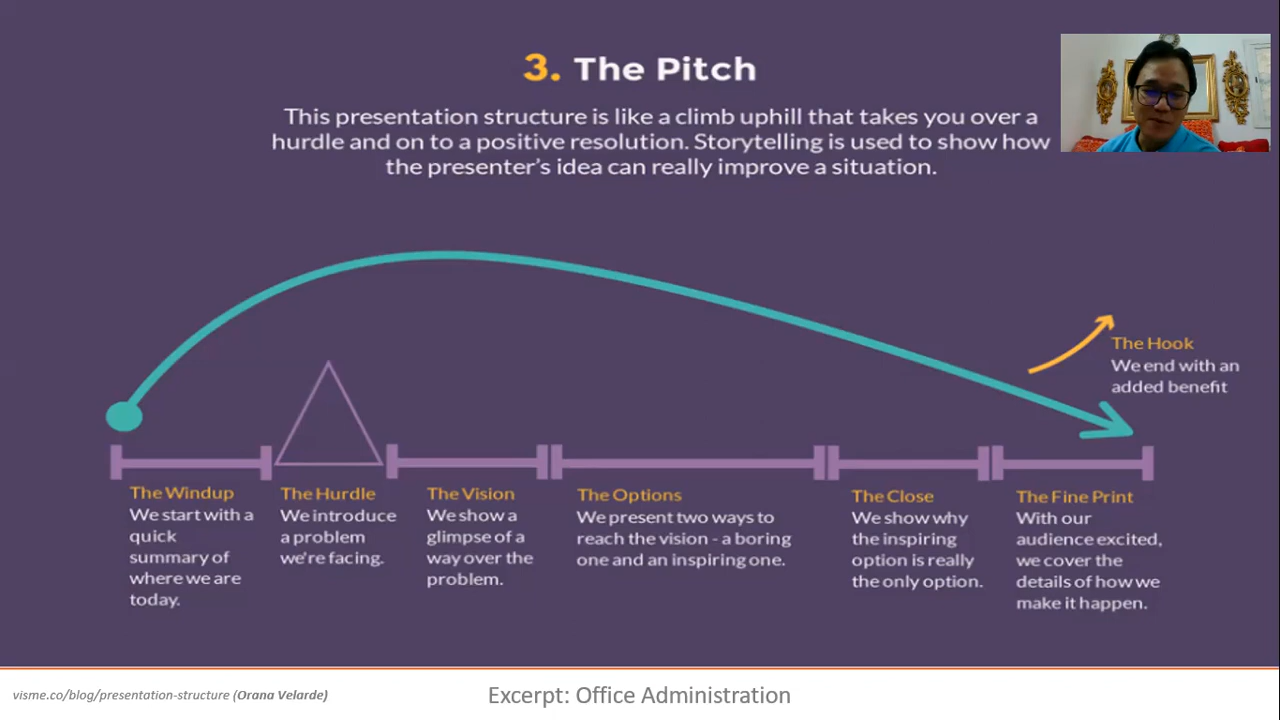 3. The Pitch
This presentation structure is like a climb uphill that takes you over a
hurdle and on to a positive resolution. Storytelling is used to show how
the presenter's idea can really improve a situation.
The Hook
We end with an
added benefit
The Windup
We start with a
quick
summary of
where we are
today.
The Hurdle
We introduce
a problem
we're facing.
The Vision
We show a
glimpse of a
way over the
problem.
The Options
We present two ways to
reach the vision - a boring
one and an inspiring one.
The Close
We show why
the inspiring
option is really
the only option.
The Fine Print
With our
audience excited,
we cover the
details of how we
make it happen.
visme.co/blog/presentation-structure (Orana Velarde)
Excerpt: Office Administration